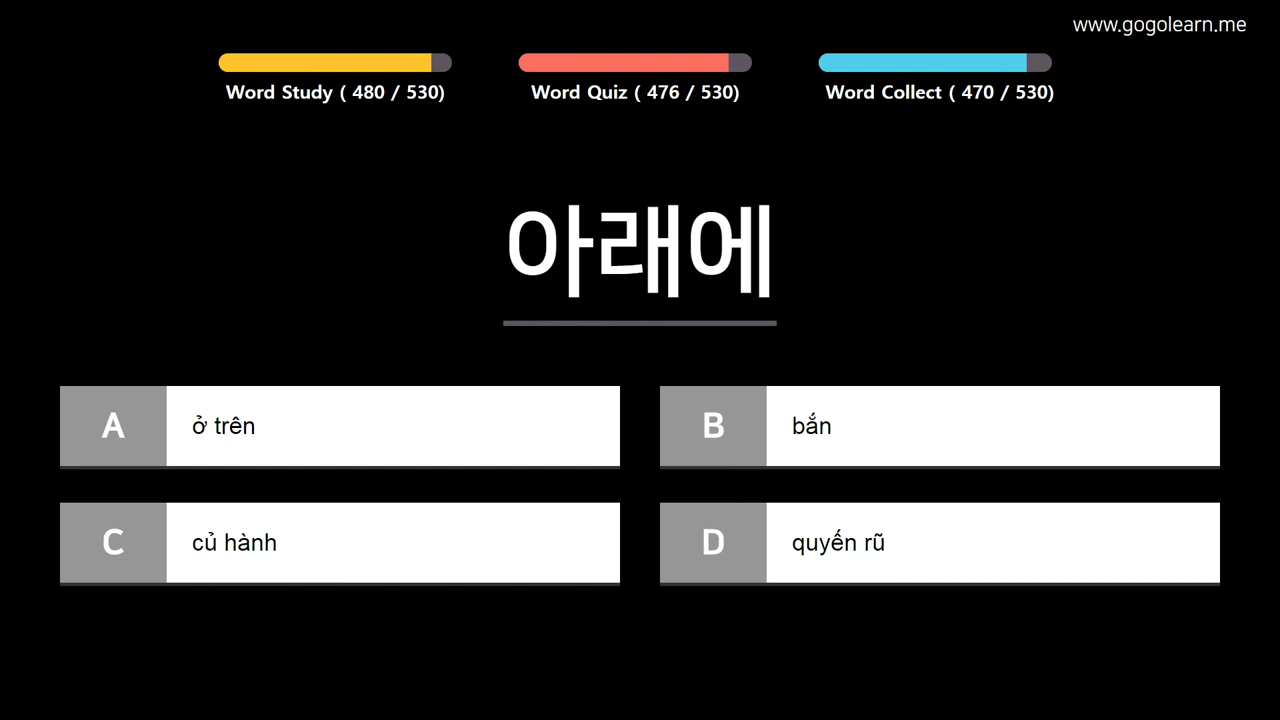 www.gogolearn.me
Word Study ( 480 / 530)
Word Quiz ( 476 / 530)
Word Collect ( 470 / 530)
아래에
A ở trên
B bắn
C củ hành
D quyến rũ